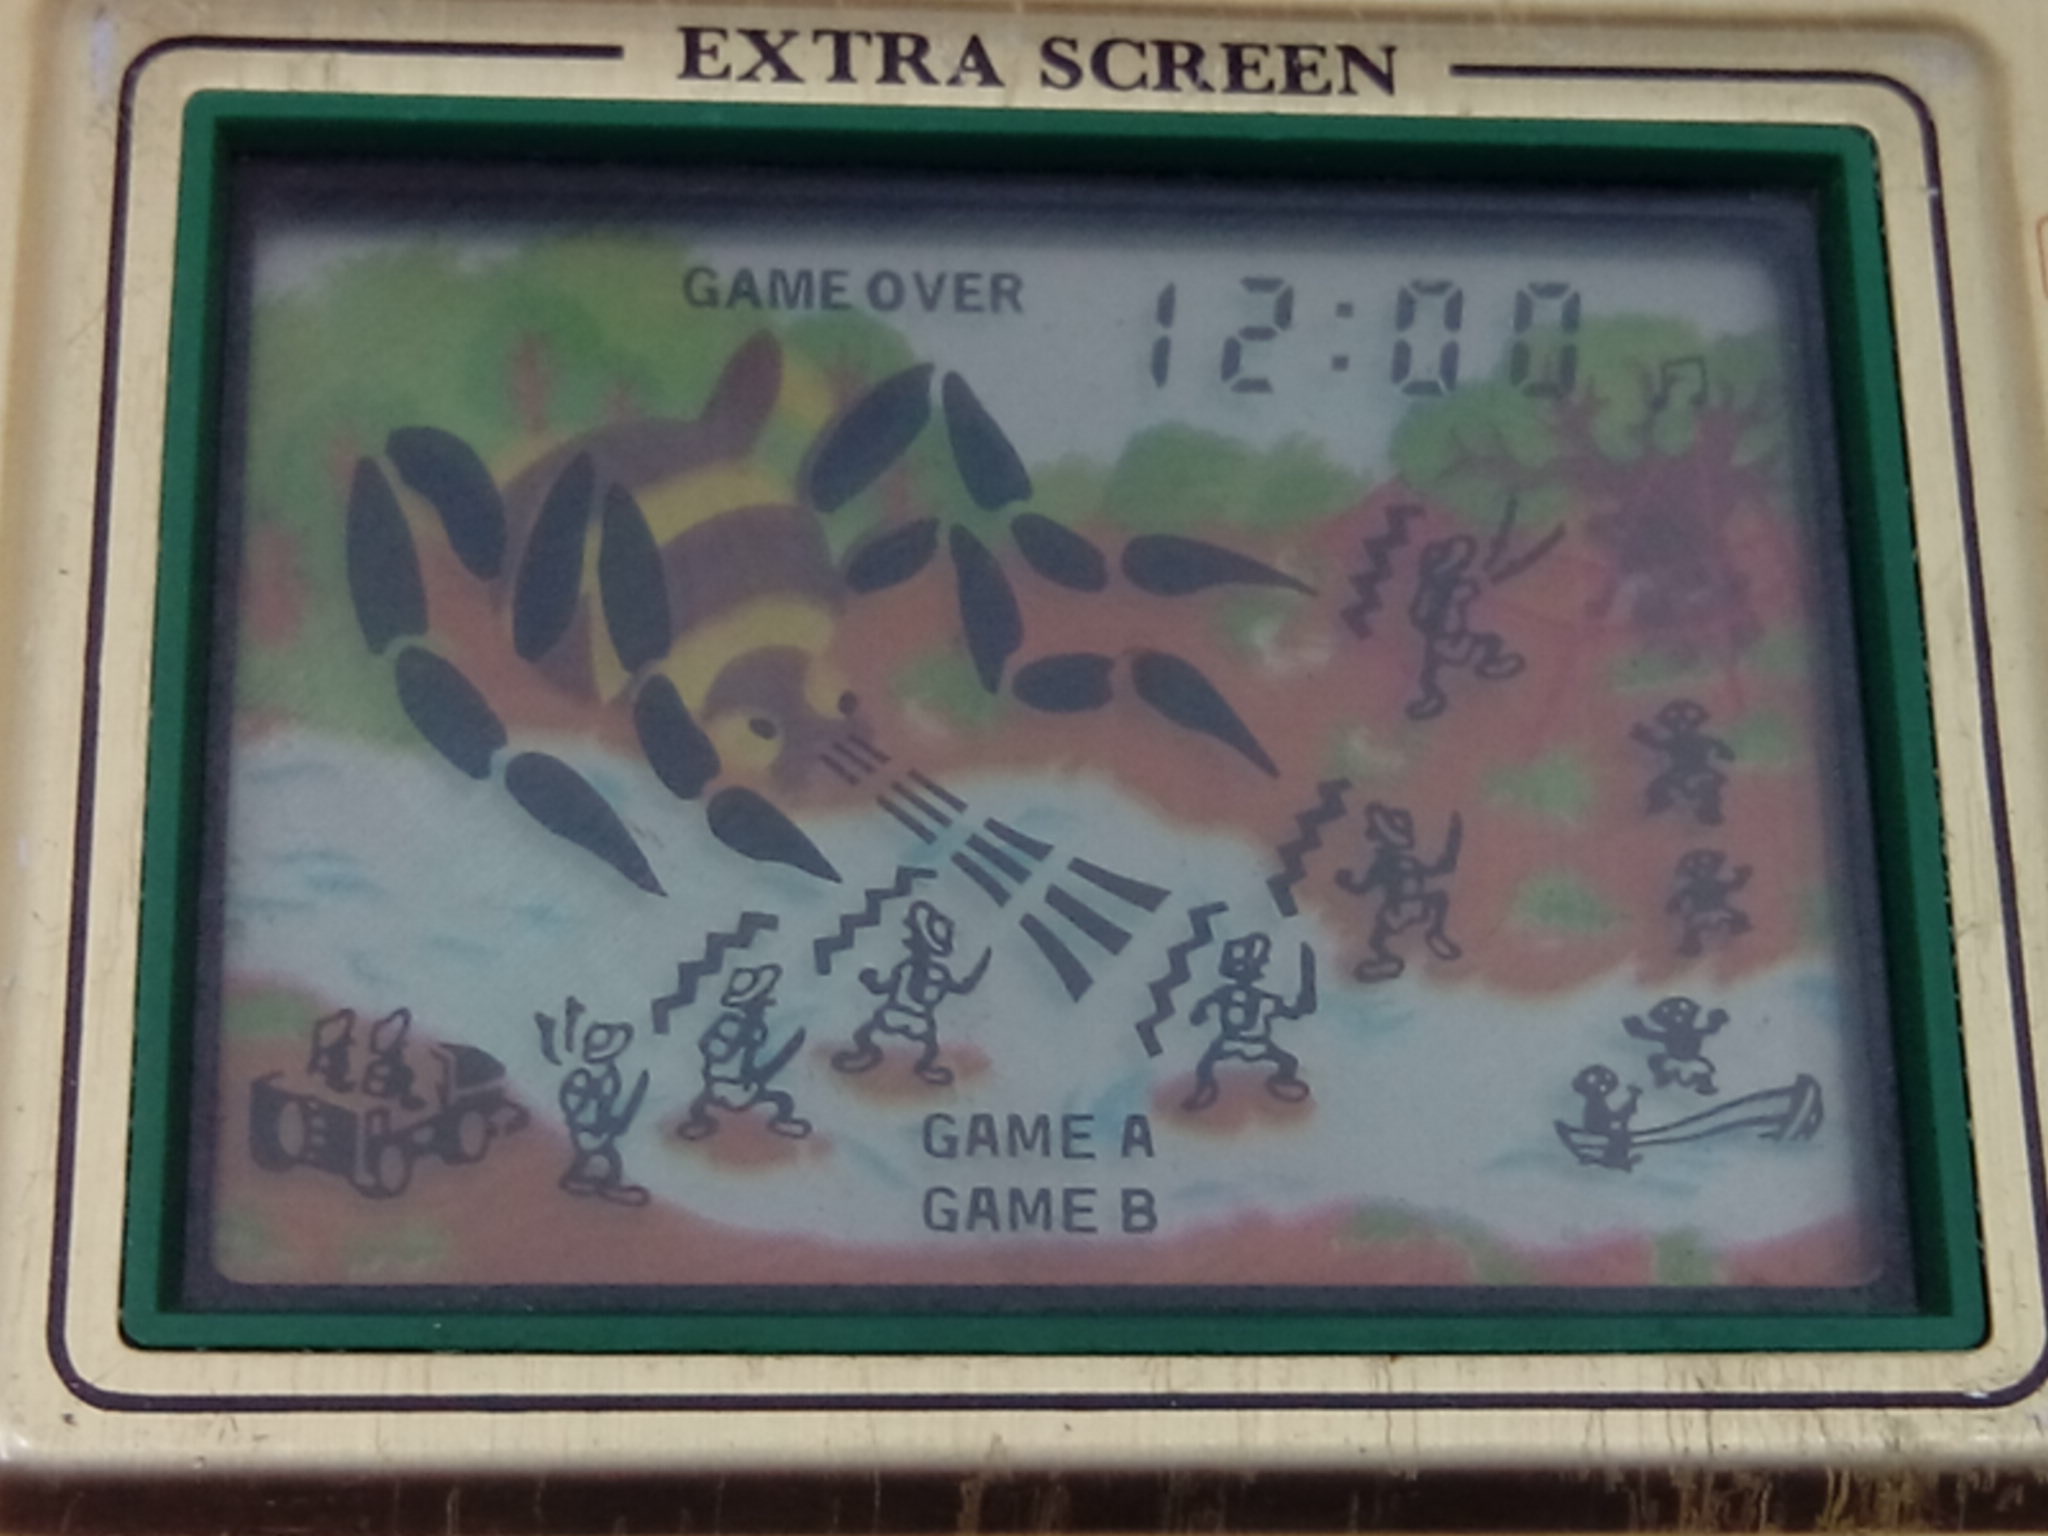 EXTRA SCREEN
GAME OVER
12:00
GAME A
GAME B